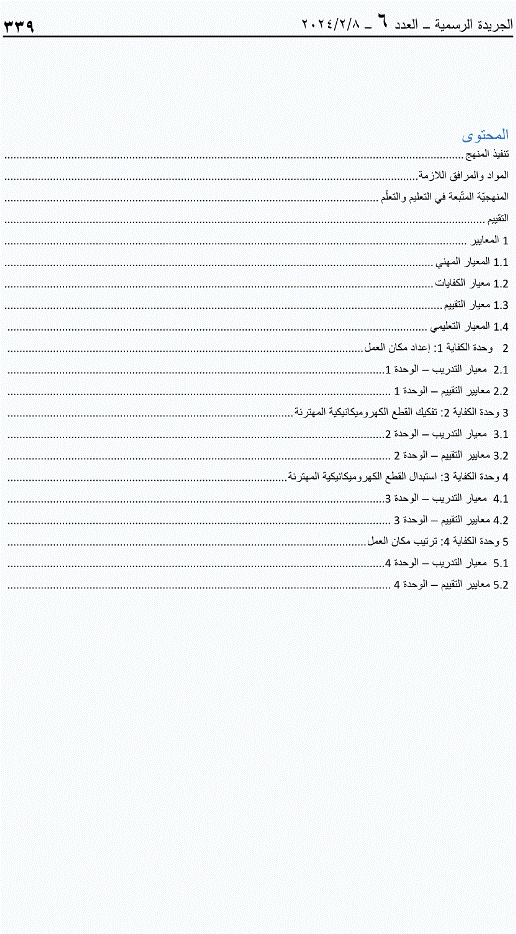 الجريدة الرسمية – العدد ٦ – ٢٠٢٤/٢/٨ ٣٣٩
المحتوى
تنفيذ المنهج
المواد والمرافق اللازمة
المنهجيّة المتّبعة في التعليم والتعلّم
التقييم
1 المعايير
1.1 المعيار المهني
1.2 معيار الكفايات
1.3 معيار التقييم
1.4 المعيار التعليمي
2 وحدة الكفاية 1: إعداد مكان العمل
2.1 معيار التدريب – الوحدة 1
2.2 معايير التقييم – الوحدة 1
3 وحدة الكفاية 2: تفكيك القطع الكهروميكانيكية المهترئة
3.1 معيار التدريب – الوحدة 2
3.2 معايير التقييم – الوحدة 2
4 وحدة الكفاية 3: استبدال القطع الكهروميكانيكية المهترئة
4.1 معيار التدريب – الوحدة 3
4.2 معايير التقييم – الوحدة 3
5 وحدة الكفاية 4: ترتيب مكان العمل
5.1 معيار التدريب – الوحدة 4
5.2 معايير التقييم – الوحدة 4